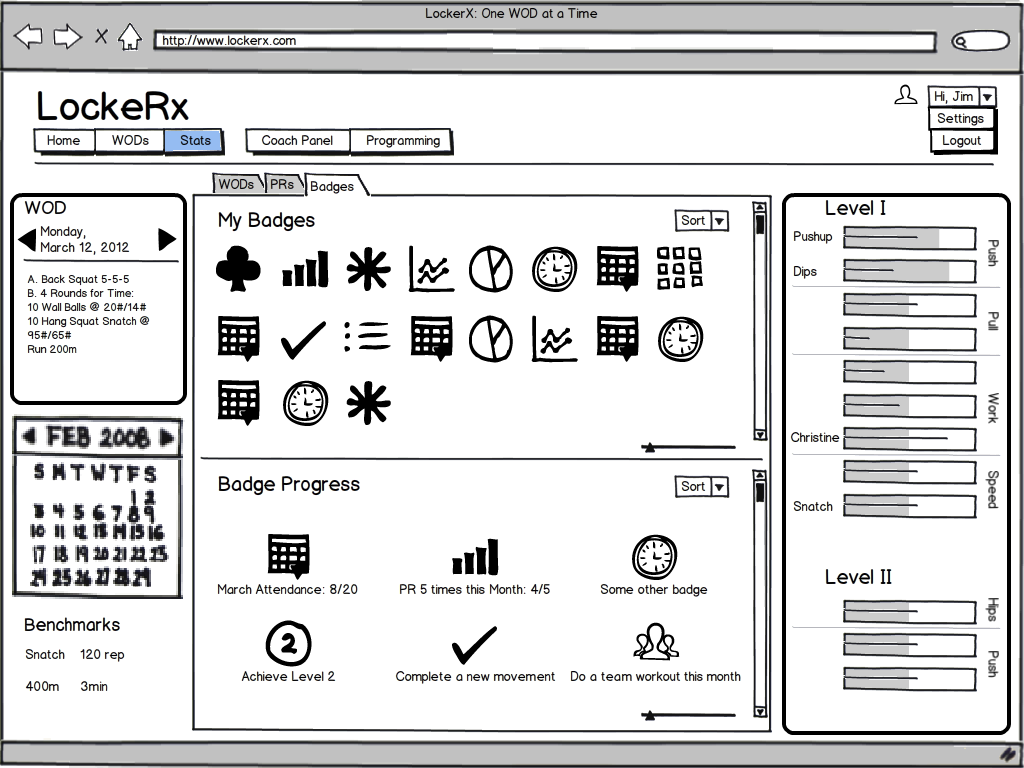 LockerX: One WOD at a Time
http://www.lockerx.com
LockeRx
Hi, Jim
Settings
Logout
Home
WODs
Stats
Coach Panel
Programming
WODs
PRs
Badges
WOD
Monday,
March 12, 2012
A. Back Squat 5-5-5
B. 4 Rounds for Time:
10 Wall Balls @ 20#/14#
10 Hang Squat Snatch @
95#/65#
Run 200m
FEB 2008
S M T W T F S
1 2
3 4 5 6 7 8 9
10 11 12 13 14 15 16
17 18 19 20 21 22 23
24 25 26 27 28 29
Benchmarks
Snatch 120 rep
400m 3min
My Badges
Sort
Badge Progress
Sort
March Attendance: 8/20
PR 5 times this Month: 4/5
Some other badge
2
Achieve Level 2
Complete a new movement
Do a team workout this month
Level I
Pushup
Dips
Push
Pull
Work
Christine
Speed
Snatch
Level II
Hips
Push